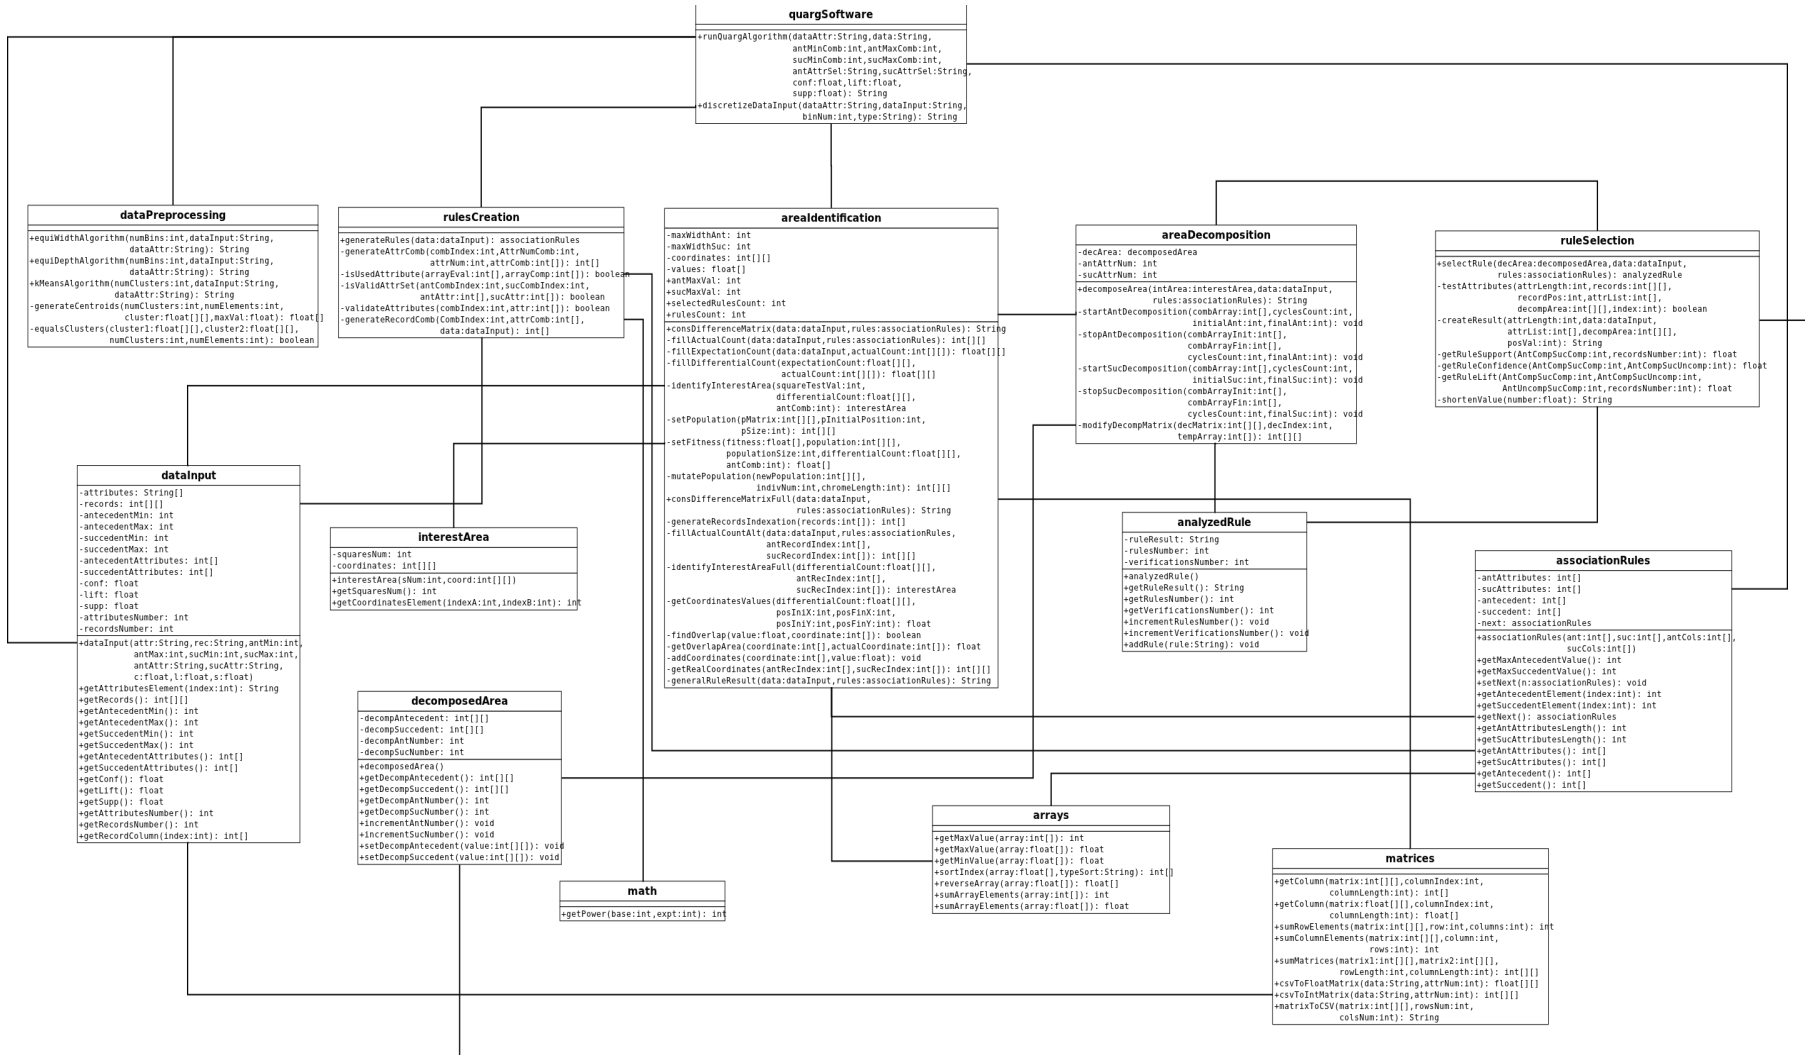 quargSoftware
+runQuargAlgorithm(dataAttr:String,data:String,
antMinComb:int,antMaxComb:int,
sucMinComb:int,sucMaxComb:int,
antAttrSel:String,sucAttrSel:String,
conf:float,lift:float,
supp:float): String
+discretizeDataInput(dataAttr:String,dataInput:String,
binNum:int,type:String): String
dataPreprocessing
+equiWidthAlgorithm(numBins:int,dataInput:String,
dataAttr:String): String
+equiDepthAlgorithm(numBins:int,dataInput:String,
dataAttr:String): String
+kMeansAlgorithm(numClusters:int,dataInput:String,
dataAttr:String): String
-generateCentroids(numClusters:int,numElements:int,
cluster:float[][],maxVal:float): float[]
-equalsClusters(cluster1:float[][],cluster2:float[][],
numClusters:int,numElements:int): boolean
rulesCreation
+generateRules(data:dataInput): associationRules
-generateAttrComb(combIndex:int,AttrNumComb:int,
attrNum:int,attrComb:int[]): int[]
-isUsedAttribute(arrayEval:int[],arrayComp:int[]): boolean
-isValidAttrSet(antCombIndex:int,sucCombIndex:int,
antAttr:int[],sucAttr:int[]): boolean
-validateAttributes(combIndex:int,attr:int[]): boolean
-generateRecordComb(CombIndex:int,attrComb:int[],
data:dataInput): int[]
areaIdentification
-maxWidthAnt: int
-maxWidthSuc: int
-coordinates: int[][]
-values: float[]
+antMaxVal: int
+sucMaxVal: int
+selectedRulesCount: int
+rulesCount: int
+consDifferenceMatrix(data:dataInput,rules:associationRules): String
-fillActualCount(data:dataInput,rules:associationRules): int[][]
-fillExpectationCount(data:dataInput,actualCount:int[][]): float[][]
-fillDifferentialCount(expectationCount:float[][],
actualCount:int[][]): float[][]
-identifyInterestArea(squareTestVal:int,
differentialCount:float[][],
antComb:int): interestArea
-setPopulation(pMatrix:int[][],pInitialPosition:int,
pSize:int): int[][]
-setFitness(fitness:float[],population:int[][],
populationSize:int,differentialCount:float[][],
antComb:int): float[]
-mutatePopulation(newPopulation:int[][],
indivNum:int,chromeLength:int): int[][]
+consDifferenceMatrixFull(data:dataInput,
rules:associationRules): String
-generateRecordsIndexation(records:int[]): int[]
-fillActualCountAlt(data:dataInput,rules:associationRules,
antRecordIndex:int[],
sucRecordIndex:int[]): int[][]
-identifyInterestAreaFull(differentialCount:float[][],
antRecIndex:int[],
sucRecIndex:int[]): interestArea
-getCoordinatesValues(differentialCount:float[][],
posIniX:int,posFinX:int,
posIniY:int,posFinY:int): float
-findOverlap(value:float,coordinate:int[]): boolean
-getOverlapArea(coordinate:int[],actualCoordinate:int[]): float
-addCoordinates(coordinate:int[],value:float): void
-getRealCoordinates(antRecIndex:int[],sucRecIndex:int[]): int[][]
-generalRuleResult(data:dataInput,rules:associationRules): String
areaDecomposition
-decArea: decomposedArea
-antAttrNum: int
-sucAttrNum: int
+decomposeArea(intArea:interestArea,data:dataInput,
rules:associationRules): String
-startAntDecomposition(combArray:int[],cyclesCount:int,
initialAnt:int,finalAnt:int): void
-stopAntDecomposition(combArrayInit:int[],
combArrayFin:int[],
cyclesCount:int,finalAnt:int): void
-startSucDecomposition(combArray:int[],cyclesCount:int,
initialSuc:int,finalSuc:int): void
-stopSucDecomposition(combArrayInit:int[],
combArrayFin:int[],
cyclesCount:int,finalSuc:int): void
-modifyDecompMatrix(decMatrix:int[][],decIndex:int,
tempArray:int[]): int[][]
ruleSelection
+selectRule(decArea:decomposedArea,data:dataInput,
rules:associationRules): analyzedRule
-testAttributes(attrLength:int,records:int[][],
recordPos:int,attrList:int[],
decompArea:int[][],index:int): boolean
-createResult(attrLength:int,data:dataInput,
attrList:int[],decompArea:int[][],
posVal:int): String
-getRuleSupport(AntCompSucComp:int,recordsNumber:int): float
-getRuleConfidence(AntCompSucComp:int,AntCompSucUncomp:int): float
-getRuleLift(AntCompSucComp:int,AntCompSucUncomp:int,
AntUncompSucComp:int,recordsNumber:int): float
-shortenValue(number:float): String
dataInput
-attributes: String[]
-records: int[][]
-antecedentMin: int
-antecedentMax: int
-succedentMin: int
-succedentMax: int
-antecedentAttributes: int[]
-succedentAttributes: int[]
-conf: float
-lift: float
-supp: float
-attributesNumber: int
-recordsNumber: int
+dataInput(attr:String,rec:String,antMin:int,
antMax:int,sucMin:int,sucMax:int,
antAttr:String,sucAttr:String,
c:float,l:float,s:float)
+getAttributesElement(index:int): String
+getRecords(): int[][]
+getAntecedentMin(): int
+getAntecedentMax(): int
+getSuccedentMin(): int
+getSuccedentMax(): int
+getAntecedentAttributes(): int[]
+getSuccedentAttributes(): int[]
+getConf(): float
+getLift(): float
+getSupp(): float
+getAttributesNumber(): int
+getRecordsNumber(): int
+getRecordColumn(index:int): int[]
interestArea
-squaresNum: int
-coordinates: int[][]
+interestArea(sNum:int,coord:int[][])
+getSquaresNum(): int
+getCoordinatesElement(indexA:int,indexB:int): int
analyzedRule
-ruleResult: String
-rulesNumber: int
-verificationsNumber: int
+analyzedRule()
+getRuleResult(): String
+getRulesNumber(): int
+getVerificationsNumber(): int
+incrementRulesNumber(): void
+incrementVerificationsNumber(): void
+addRule(rule:String): void
associationRules
-antAttributes: int[]
-sucAttributes: int[]
-antecedent: int[]
-succedent: int[]
-next: associationRules
+associationRules(ant:int[],suc:int[],antCols:int[],
sucCols:int[])
+getMaxAntecedentValue(): int
+getMaxSuccedentValue(): int
+setNext(n:associationRules): void
+getAntecedentElement(index:int): int
+getSuccedentElement(index:int): int
+getNext(): associationRules
+getAntAttributesLength(): int
+getSucAttributesLength(): int
+getAntAttributes(): int[]
+getSucAttributes(): int[]
+getAntecedent(): int[]
+getSuccedent(): int[]
decomposedArea
-decompAntecedent: int[][]
-decompSuccedent: int[][]
-decompAntNumber: int
-decompSucNumber: int
+decomposedArea()
+getDecompAntecedent(): int[][]
+getDecompSuccedent(): int[][]
+getDecompAntNumber(): int
+getDecompSucNumber(): int
+incrementAntNumber(): void
+incrementSucNumber(): void
+setDecompAntecedent(value:int[][]): void
+setDecompSuccedent(value:int[][]): void
math
+getPower(base:int,expt:int): int
arrays
+getMaxValue(array:int[]): int
+getMaxValue(array:float[]): float
+getMinValue(array:float[]): float
+sortIndex(array:float[],typeSort:String): int[]
+reverseArray(array:float[]): float[]
+sumArrayElements(array:int[]): int
+sumArrayElements(array:float[]): float
matrices
+getColumn(matrix:int[][],columnIndex:int,
columnLength:int): int[]
+getColumn(matrix:float[][],columnIndex:int,
columnLength:int): float[]
+sumRowElements(matrix:int[][],row:int,columns:int): int
+sumColumnElements(matrix:int[][],column:int,
rows:int): int
+sumMatrices(matrix1:int[][],matrix2:int[][],
rowLength:int,columnLength:int): int[][]
+csvToFloatMatrix(data:String,attrNum:int): float[][]
+csvToIntMatrix(data:String,attrNum:int): int[][]
+matrixToCSV(matrix:int[][],rowsNum:int,
colsNum:int): String